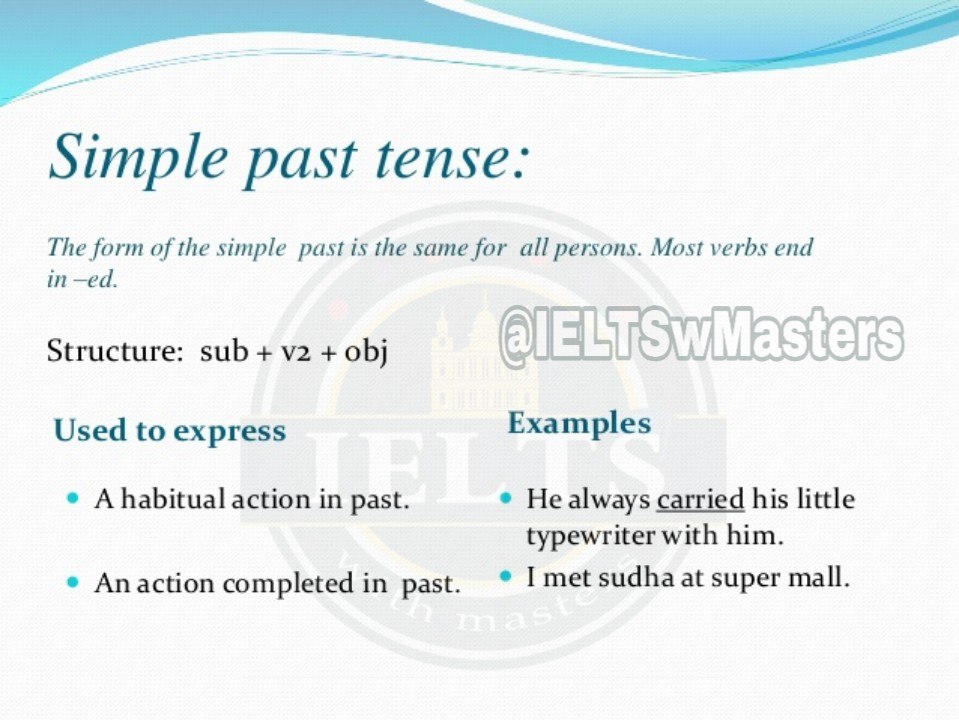 Simple past tense:
The form of the simple past is the same for all persons. Most verbs end
in –ed.
@IELTSwMasters
Structure: sub + v2 + obj
Used to express
A habitual action in past.
An action completed in past.
Examples
He always carried his little
typewriter with him.
I met sudha at super mall.
IELTS
with masters